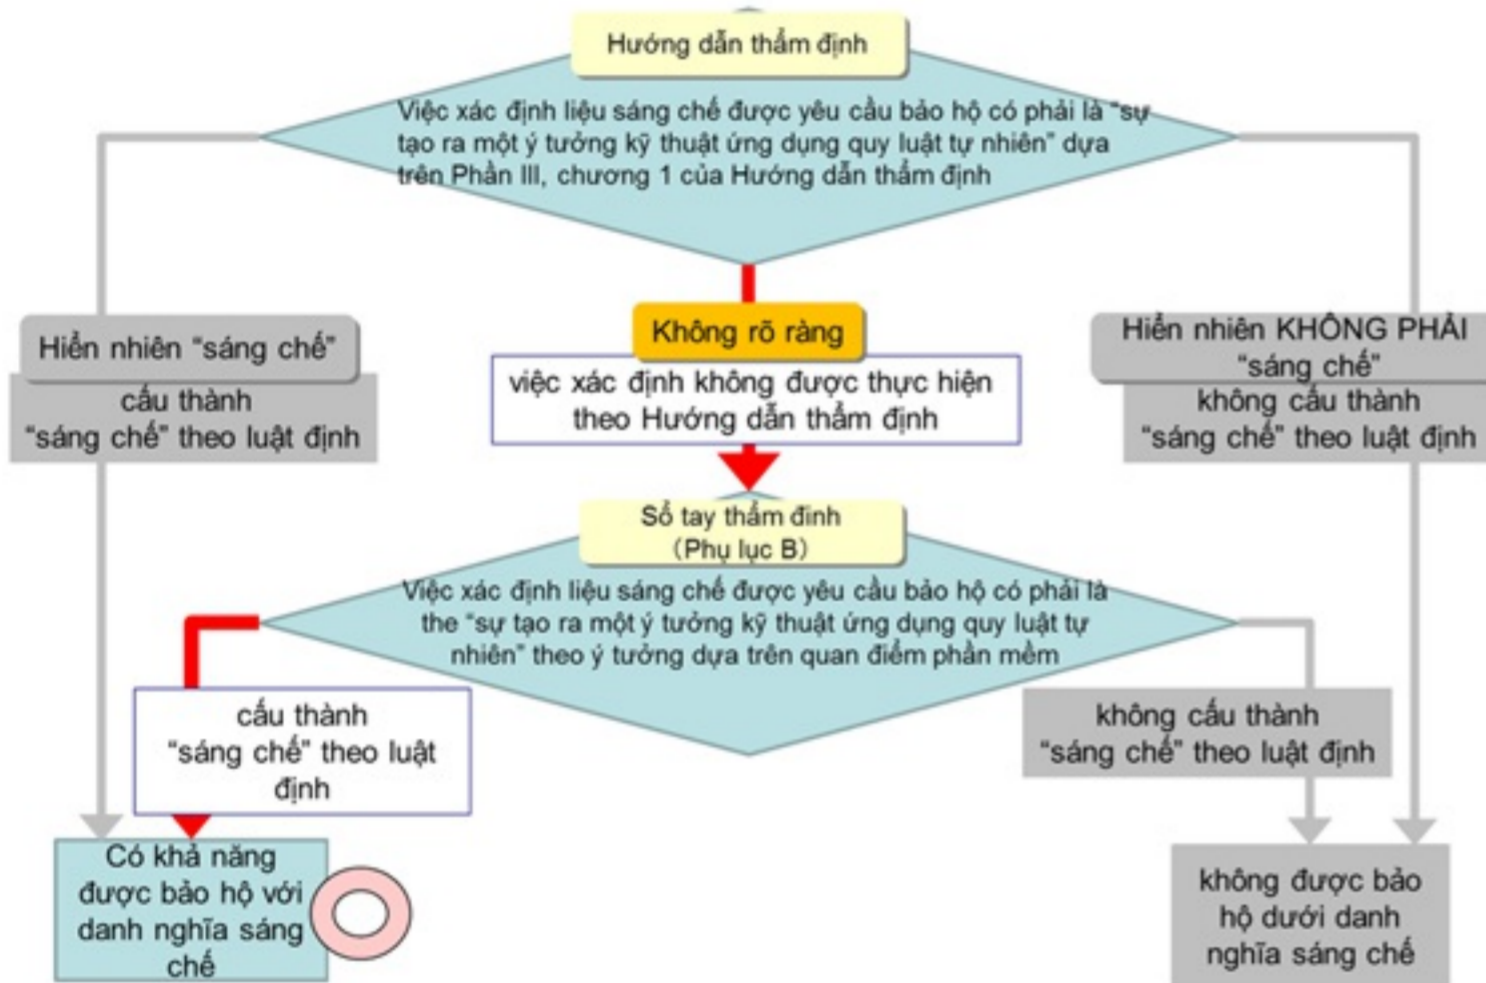 Hướng dẫn thẩm định
Việc xác định liệu sáng chế được yêu cầu bảo hộ có phải là “sự
tạo ra một ý tưởng kỹ thuật ứng dụng quy luật tự nhiên” dựa
trên Phần III, chương 1 của Hướng dẫn thẩm định
Hiển nhiên “sáng chế”
cấu thành
“sáng chế” theo luật định
Không rõ ràng
việc xác định không được thực hiện
theo Hướng dẫn thẩm định
Hiển nhiên KHÔNG PHẢI
“sáng chế”
không cấu thành
“sáng chế” theo luật định
Sổ tay thẩm đinh
(Phụ lục B)
Việc xác định liệu sáng chế được yêu cầu bảo hộ có phải là
the “sự tạo ra một ý tưởng kỹ thuật ứng dụng quy luật tự
nhiên” theo ý tưởng dựa trên quan điểm phần mềm
cấu thành
“sáng chế” theo luật
định
không cấu thành
“sáng chế” theo luật định
Có khả năng
được bảo hộ với
danh nghĩa sáng
chế
không được bảo
hộ dưới danh
nghĩa sáng chế